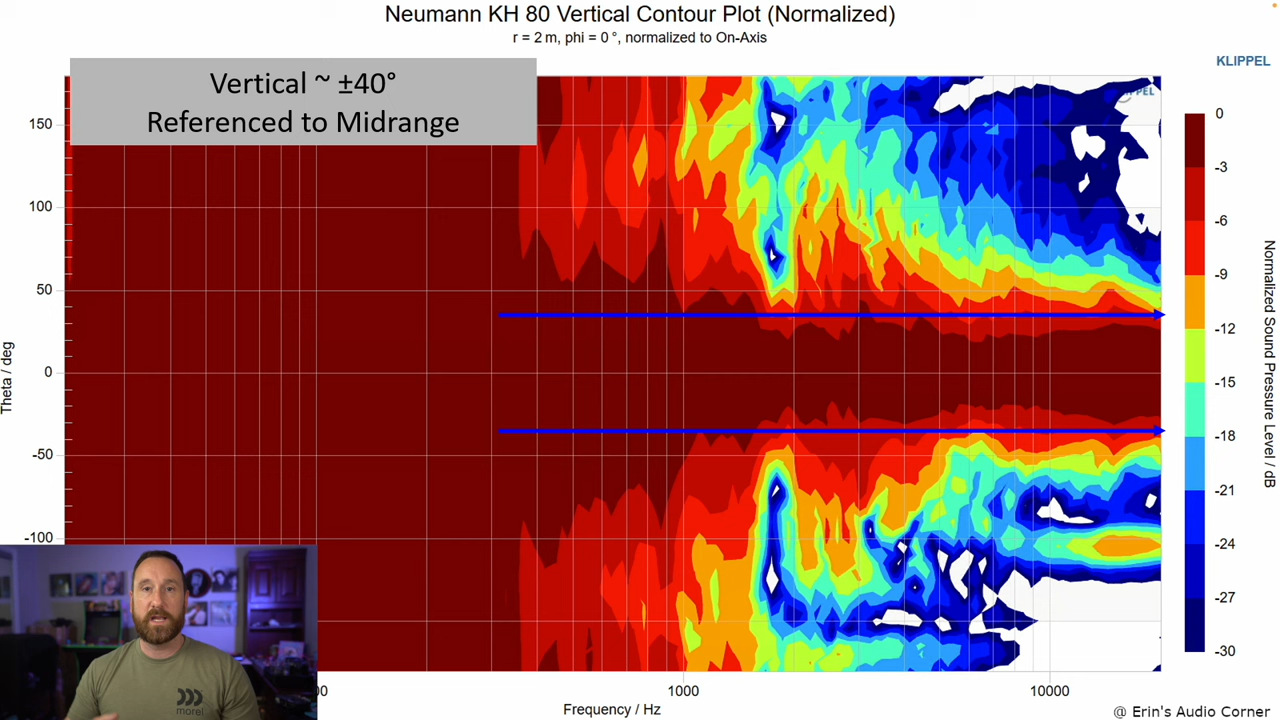 Neumann KH 80 Vertical Contour Plot (Normalized)
r = 2 m, phi = 0°, normalized to On-Axis
KLIPPEL
Vertical ~ ±40°
Referenced to Midrange
150
100
50
0
-50
-100
Theta / deg
0
-3
-6
-9
-12
-15
-18
-21
-24
-27
-30
Normalized Sound Pressure Level / dB
morel
1000
10000
Frequency / Hz
@ Erin's Audio Corner